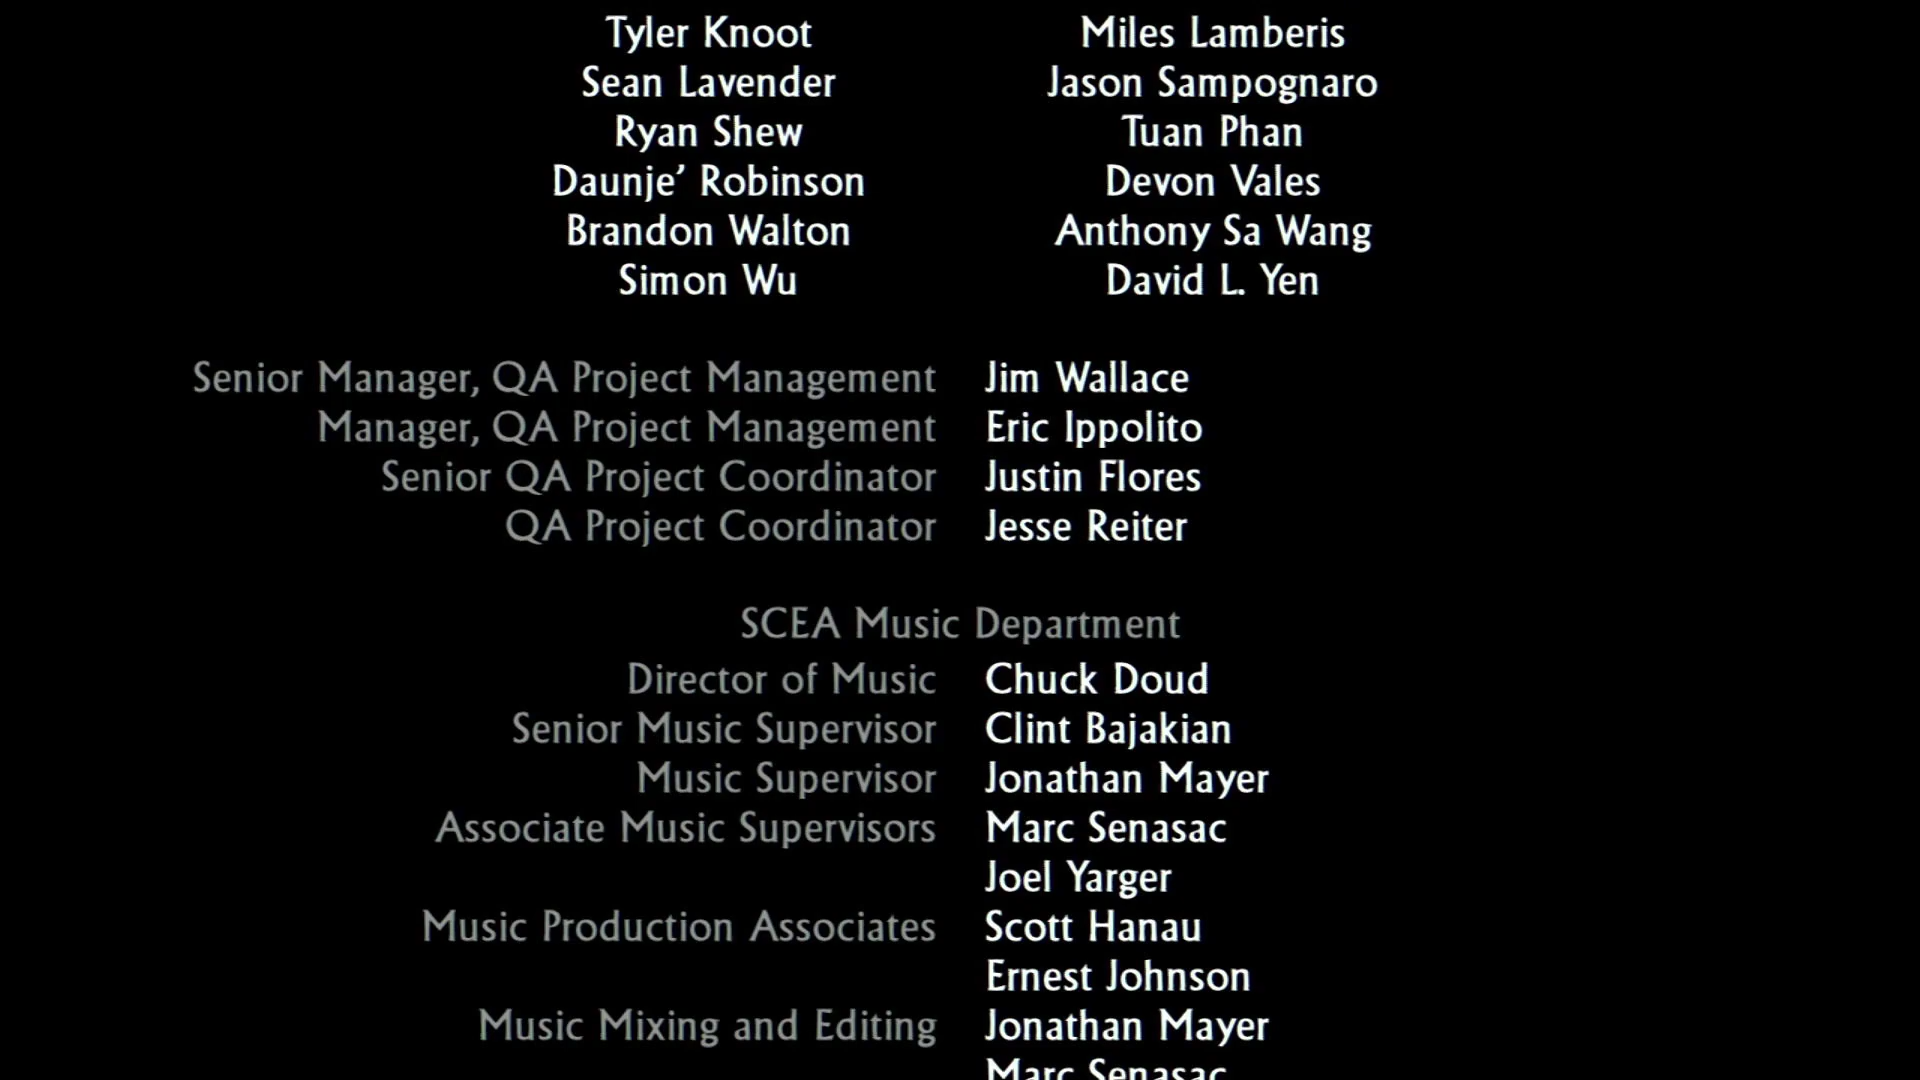 Tyler Knoot Miles Lamberis
Sean Lavender Jason Sampognaro
Ryan Shew Tuan Phan
Daunje’ Robinson Devon Vales
Brandon Walton Anthony Sa Wang
Simon Wu David L. Yen
Senior Manager, QA Project Management Jim Wallace
Manager, QA Project Management Eric Ippolito
Senior QA Project Coordinator Justin Flores
QA Project Coordinator Jesse Reiter
SCEA Music Department
Director of Music Chuck Doud
Senior Music Supervisor Clint Bajakian
Music Supervisor Jonathan Mayer
Associate Music Supervisors Marc Senasac
Joel Yarger
Music Production Associates Scott Hanau
Ernest Johnson
Music Mixing and Editing Jonathan Mayer
Marc Senasac